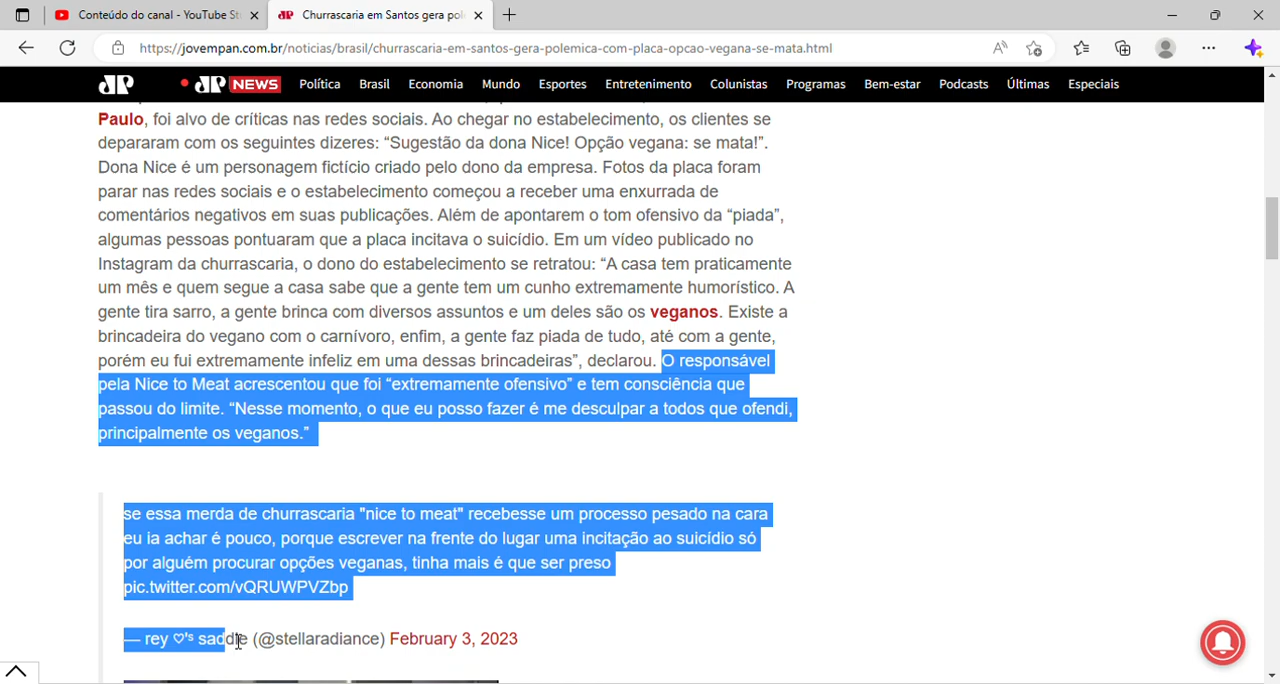 Conteúdo do canal - YouTube St
Churrascaria em Santos gera pol
https://jovempan.com.br/noticias/brasil/churrascaria-em-santos-gera-polemica-com-placa-opcao-vegana-se-mata.html
JP JP NEWS Política Brasil Economia Mundo Esportes Entretenimento Colunistas Programas Bem-estar Podcasts Últimas Especiais
Paulo, foi alvo de críticas nas redes sociais. Ao chegar no estabelecimento, os clientes se
depararam com os seguintes dizeres: “Sugestão da dona Nice! Opção vegana: se mata!”.
Dona Nice é um personagem fictício criado pelo dono da empresa. Fotos da placa foram
parar nas redes sociais e o estabelecimento começou a receber uma enxurrada de
comentários negativos em suas publicações. Além de apontarem o tom ofensivo da “piada”,
algumas pessoas pontuaram que a placa incitava o suicídio. Em um vídeo publicado no
Instagram da churrascaria, o dono do estabelecimento se retratou: “A casa tem praticamente
um mês e quem segue a casa sabe que a gente tem um cunho extremamente humorístico. A
gente tira sarro, a gente brinca com diversos assuntos e um deles são os veganos. Existe a
brincadeira do vegano com o carnívoro, enfim, a gente faz piada de tudo, até com a gente,
porém eu fui extremamente infeliz em uma dessas brincadeiras”, declarou. O responsável
pela Nice to Meat acrescentou que foi “extremamente ofensivo” e tem consciência que
passou do limite. “Nesse momento, o que eu posso fazer é me desculpar a todos que ofendi,
principalmente os veganos.”
se essa merda de churrascaria "nice to meat" recebesse um processo pesado na cara
eu ia achar é pouco, porque escrever na frente do lugar uma incitação ao suicídio só
por alguém procurar opções veganas, tinha mais é que ser preso
pic.twitter.com/vQRUWPVZbp
— rey ♡'s saddie (@stellaradiance) February 3, 2023